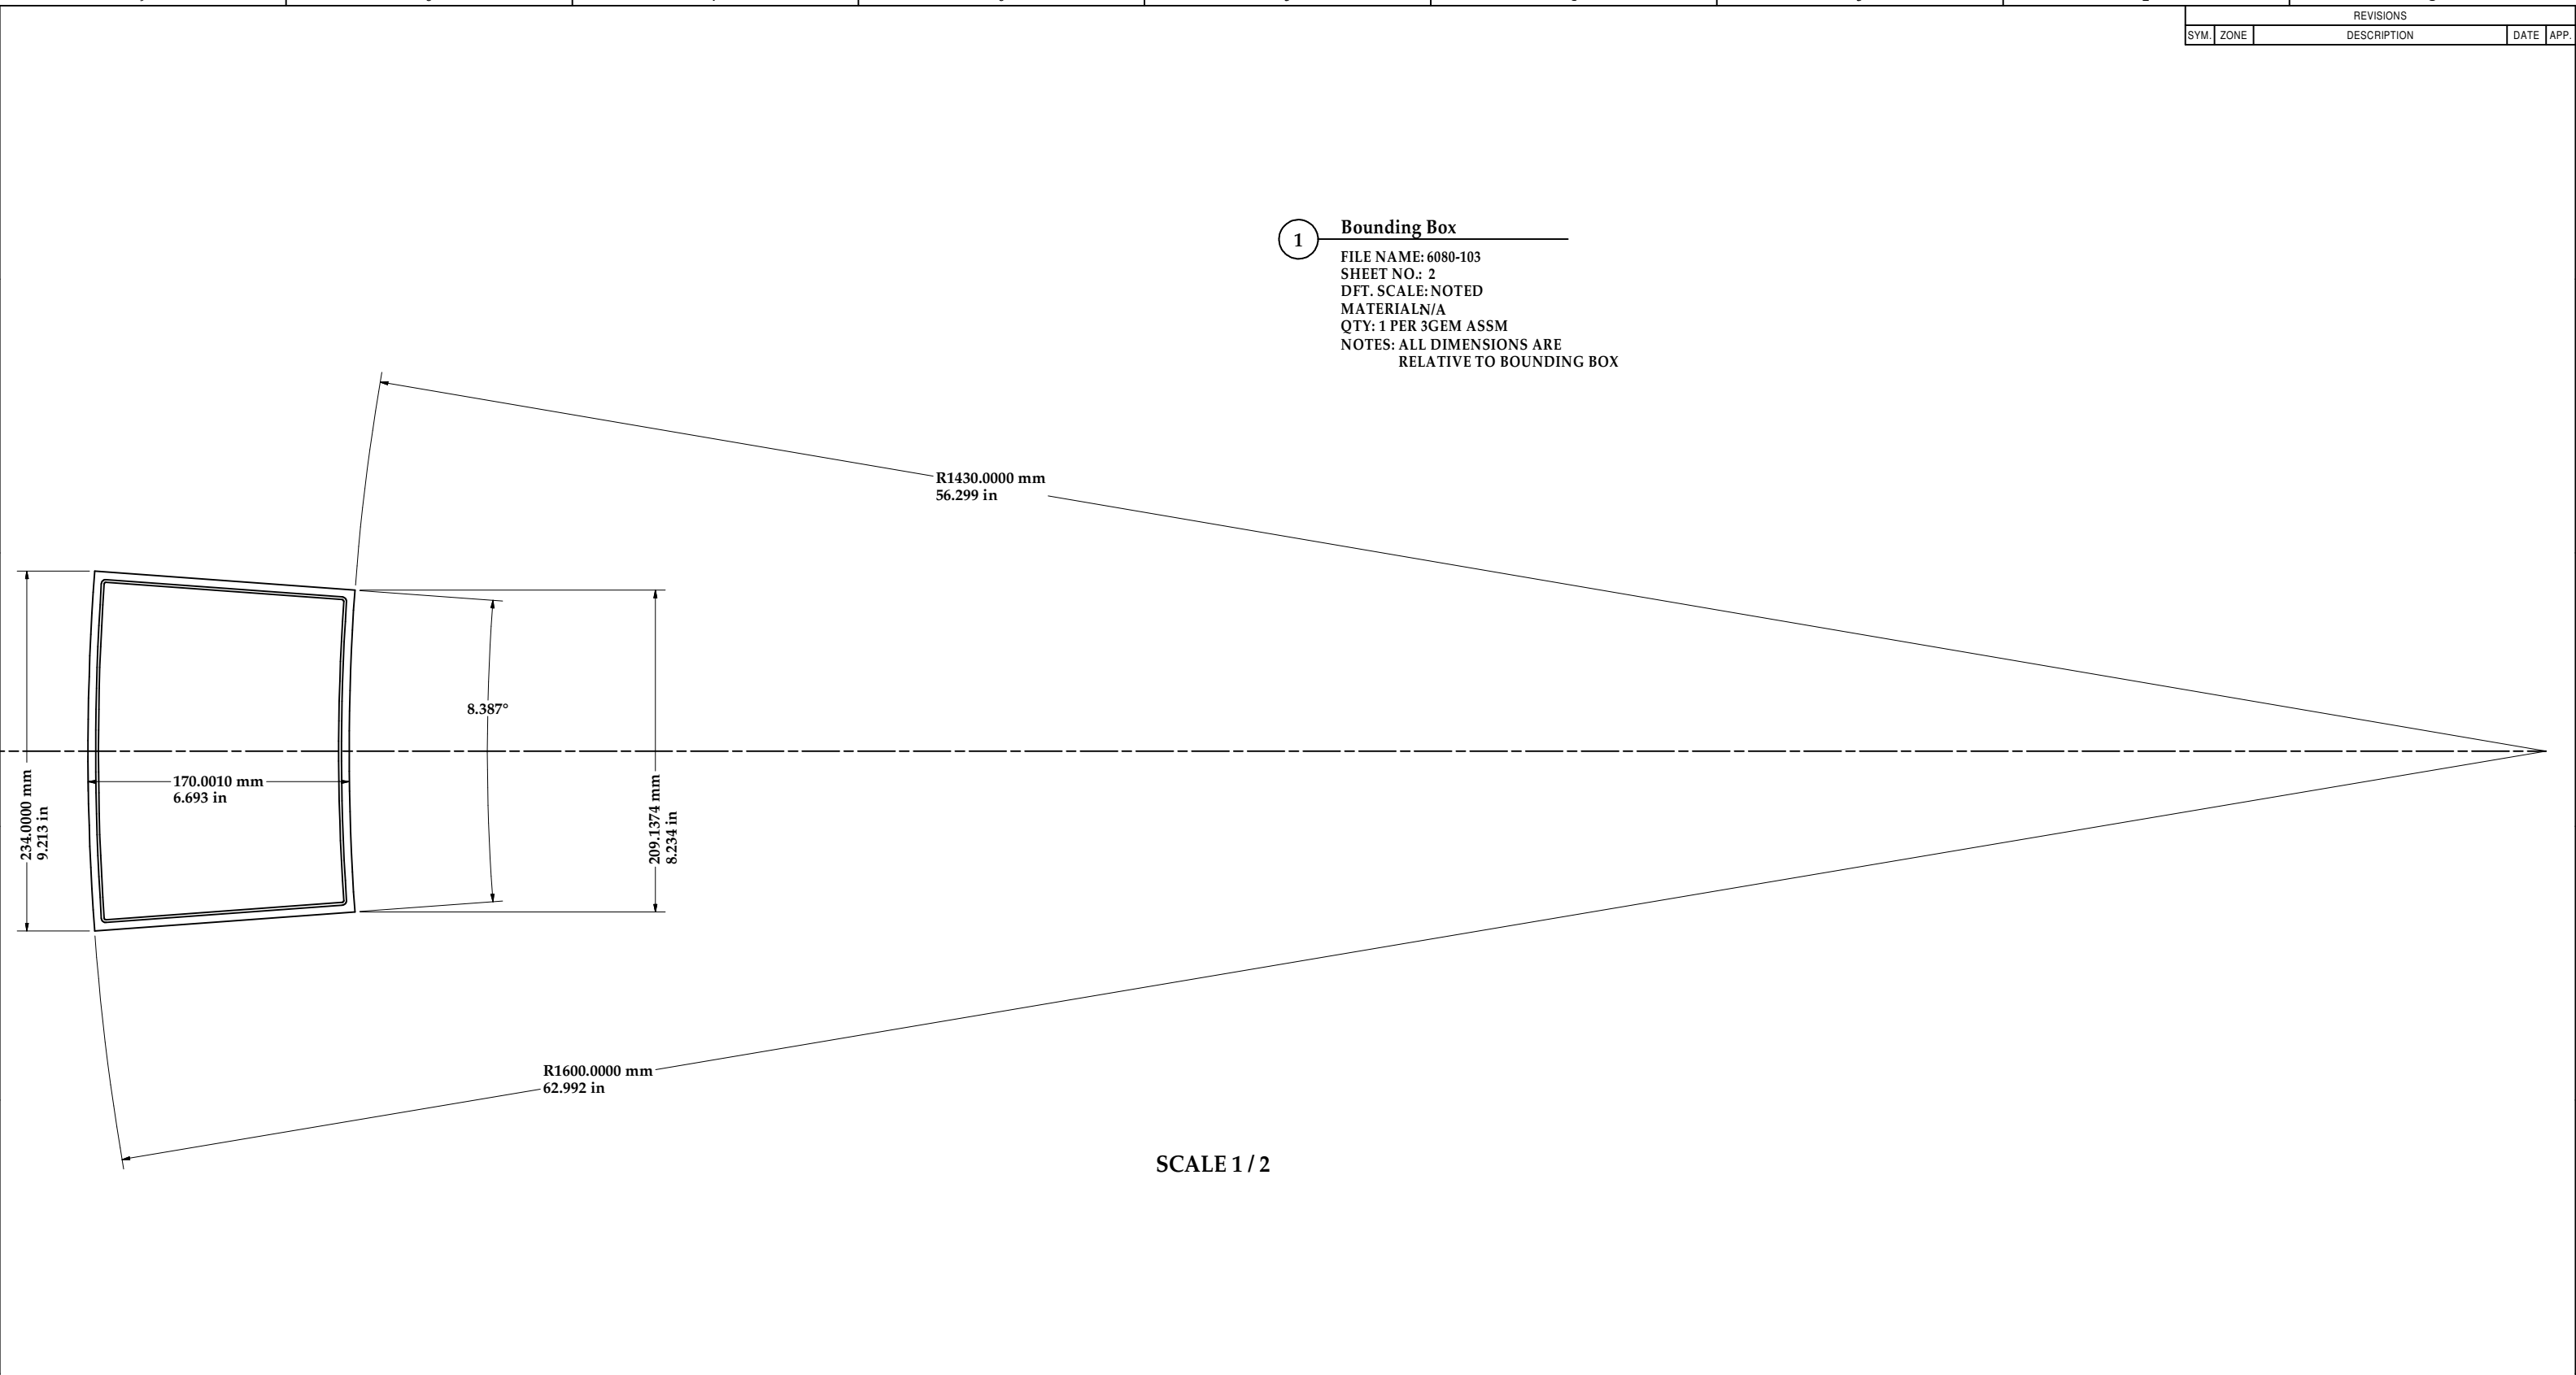 REVISIONS
SYM. ZONE DESCRIPTION DATE APP.
1
Bounding Box
FILE NAME: 6080-103
SHEET NO.: 2
DFT. SCALE: NOTED
MATERIAL: N/A
QTY: 1 PER 3GEM ASSM
NOTES: ALL DIMENSIONS ARE
RELATIVE TO BOUNDING BOX
R1430.0000 mm
56.299 in
8.387°
170.0010 mm
6.693 in
234.0000 mm
9.213 in
209.1374 mm
8.234 in
R1600.0000 mm
62.992 in
SCALE 1 / 2